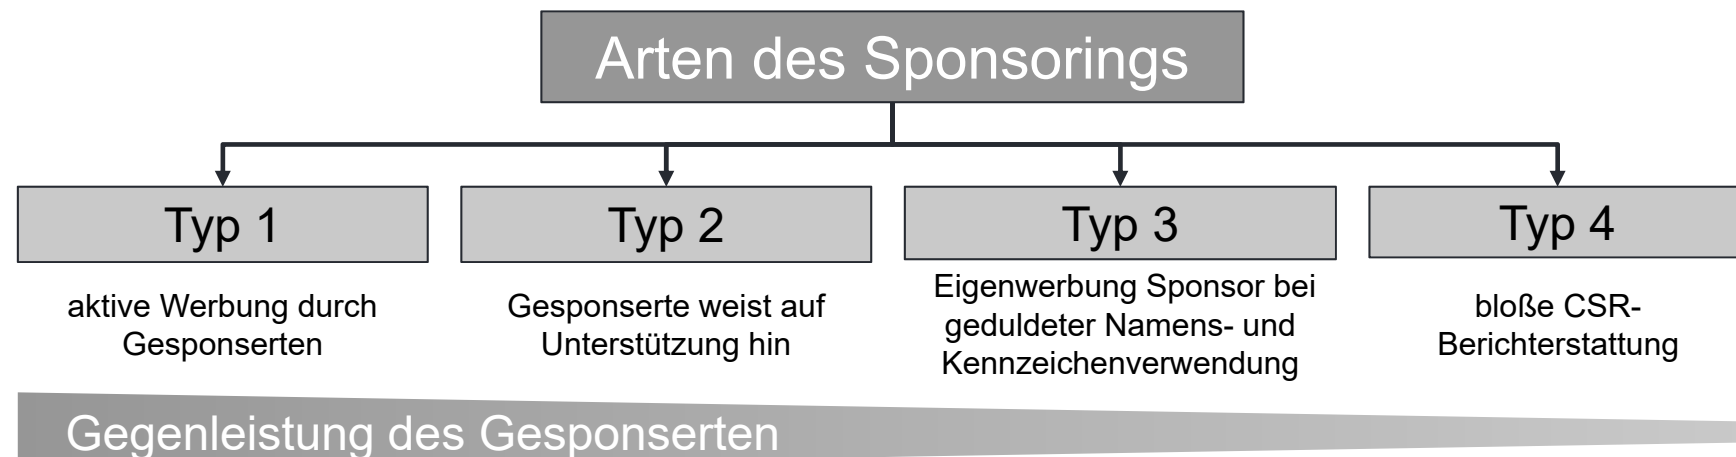 Arten des Sponsorings
Typ 1
aktive Werbung durch
Gesponserten
Typ 2
Gesponserte weist auf
Unterstützung hin
Typ 3
Eigenwerbung Sponsor bei
geduldeter Namens- und
Kennzeichenverwendung
Typ 4
bloße CSR-
Berichterstattung
Gegenleistung des Gesponserten